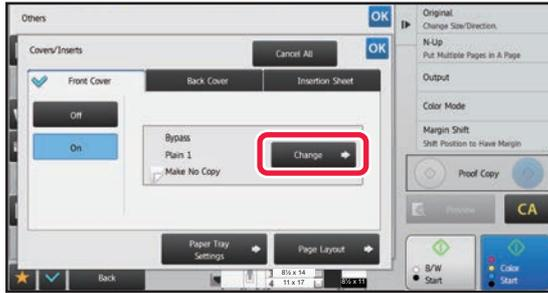 Others
OK
Covers/Inserts
Cancel All
OK
Front Cover
Back Cover
Insertion Sheet
Off
On
Bypass
Plain 1
Make No Copy
Change
Paper Tray
Settings
Page Layout
Back
3
8½ x 14
4
11 x 17
8½ x 11
Original
Change Size/Direction.
N-Up
Put Multiple Pages in A Page
Output
Color Mode
Margin Shift
Shift Position to Have Margin
Proof Copy
Preview
CA
B/W
Start
Color
Start